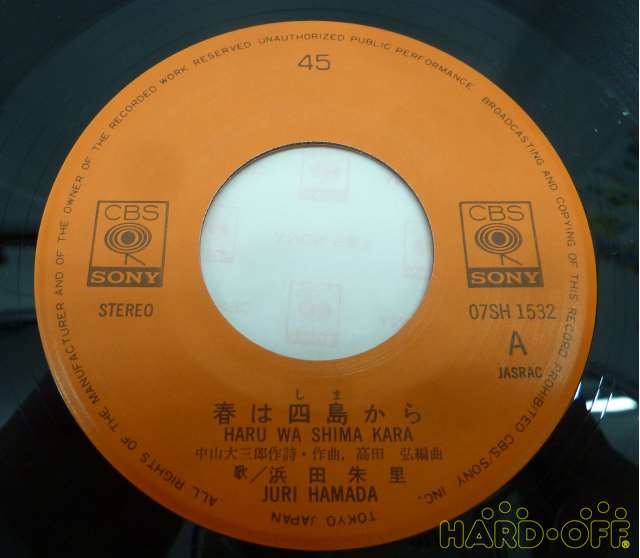 MANUFACTURER AND OF THE OWNER OF THE RECORDED WORK RESERVED UNAUTHORIZED PUBLIC PERFORMANCE, BROADCASTING AND COPYING OF THIS RECORD PROHIBITED CBS/SONY INC.
45
CBS
SONY
CBS
SONY
STEREO
07SH 1532
A
JASRAC
しま
春は四島から
HARU WA SHIMA KARA
中山大三郎作詩・作曲, 高田 弘編曲
歌/浜田朱里
JURI HAMADA
ALL RIGHTS OF THE
TOKYO JAPAN
HARD・OFF